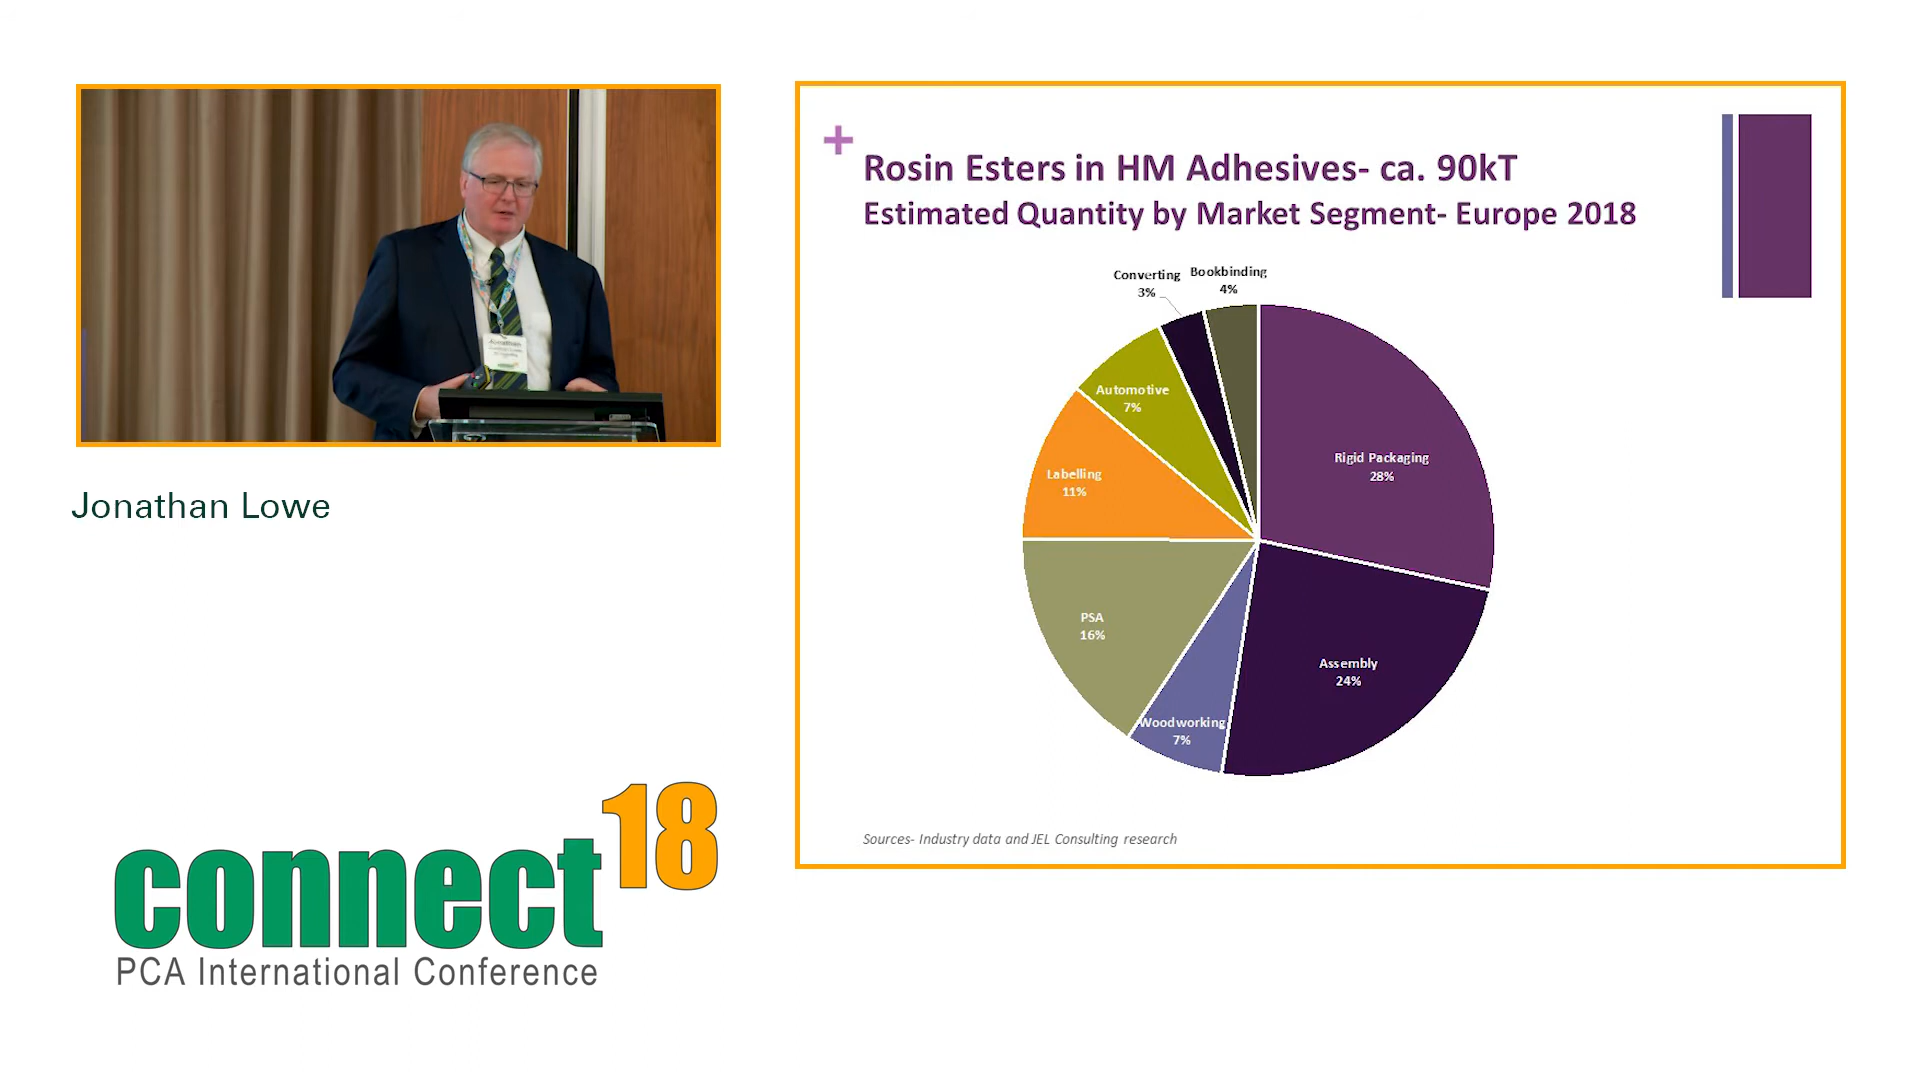 Jonathan Lowe
connect18
PCA International Conference
+
Rosin Esters in HM Adhesives- ca. 90kT
Estimated Quantity by Market Segment- Europe 2018
Converting
3%
Bookbinding
4%
Automotive
7%
Rigid Packaging
28%
Labelling
11%
PSA
16%
Assembly
24%
Woodworking
7%
Sources- Industry data and JEL Consulting research